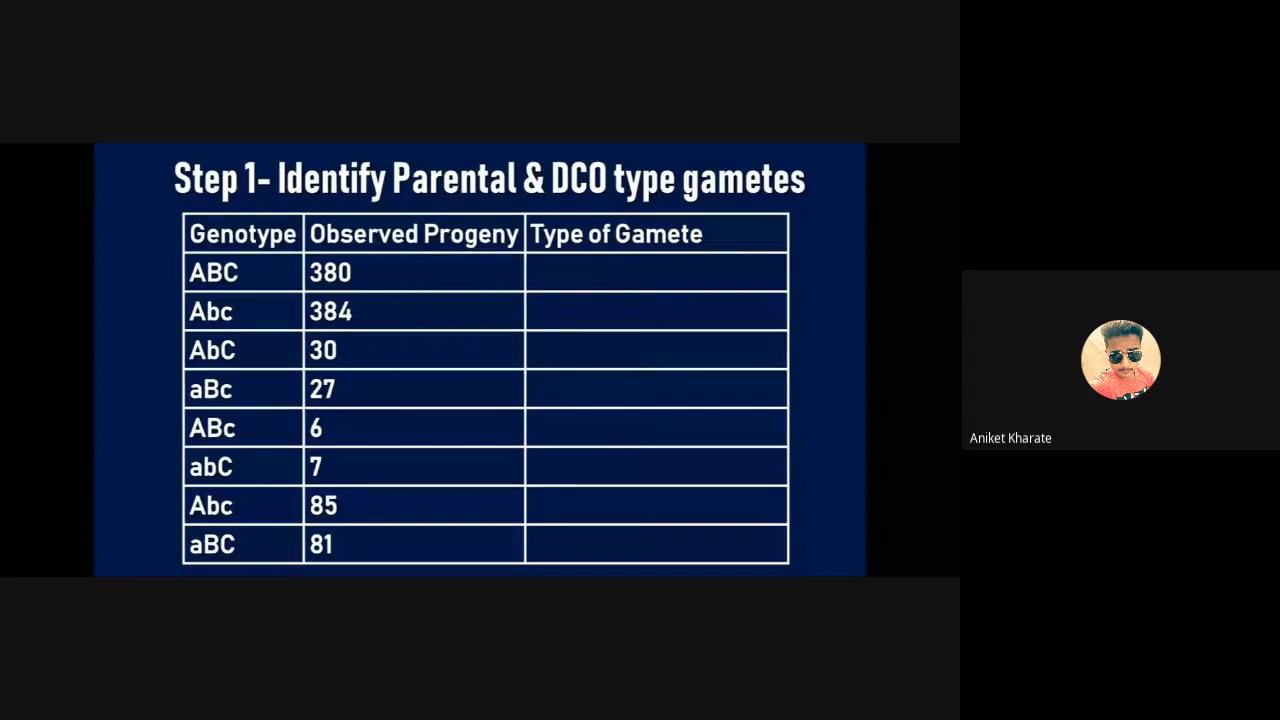 Step 1- Identify Parental & DCO type gametes
Genotype Observed Progeny Type of Gamete
ABC 380
Abc 384
AbC 30
aBc 27
ABc 6
abC 7
Abc 85
aBC 81
Aniket Kharate